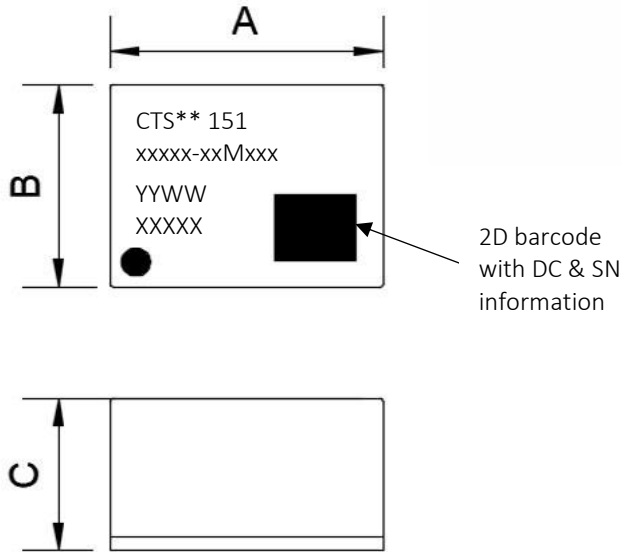 A
B
CTS** 151
xxxxx-xxMxxx
YYWW
XXXXX
2D barcode
with DC & SN
information
C